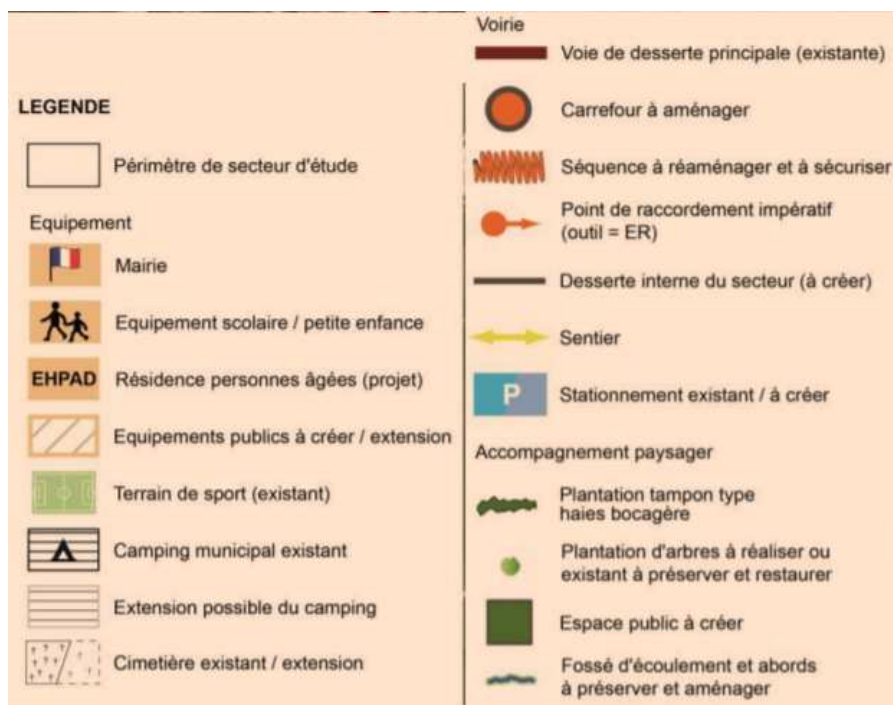 LEGENDE
Périmètre de secteur d'étude
Equipement
Mairie
Equipement scolaire / petite enfance
EHPAD Résidence personnes âgées (projet)
Equipements publics à créer / extension
Terrain de sport (existant)
Camping municipal existant
Extension possible du camping
Cimetière existant / extension
Voirie
Voie de desserte principale (existante)
Carrefour à aménager
Séquence à réaménager et à sécuriser
Point de raccordement impératif
(outil = ER)
Desserte interne du secteur (à créer)
Sentier
P Stationnement existant / à créer
Accompagnement paysager
Plantation tampon type
haies bocagère
Plantation d'arbres à réaliser ou
existant à préserver et restaurer
Espace public à créer
Fossé d'écoulement et abords
à préserver et aménager